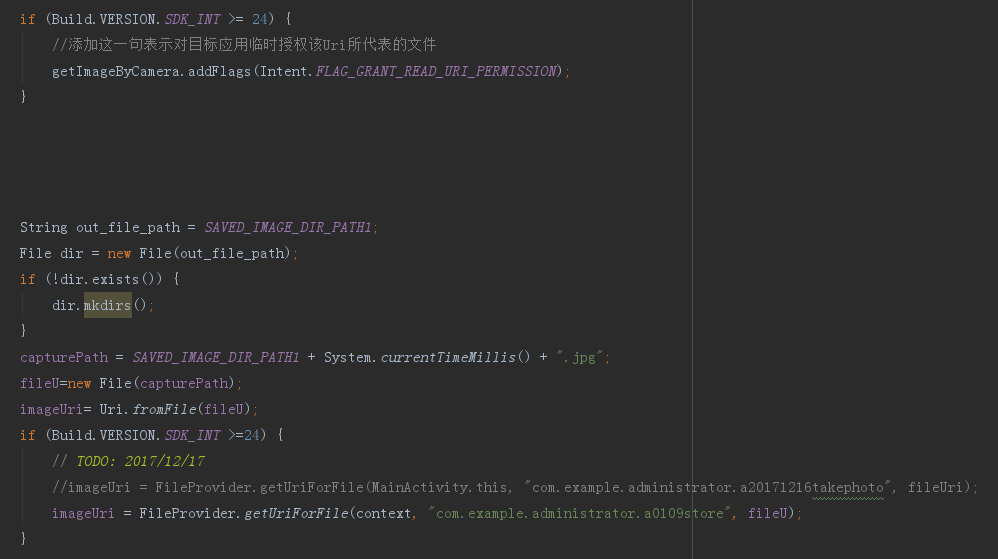 if (Build.VERSION.SDK_INT >= 24) {
    //添加这一句表示对目标应用临时授权该Uri所代表的文件
    getImageByCamera.addFlags(Intent.FLAG_GRANT_READ_URI_PERMISSION);
}
String out_file_path = SAVED_IMAGE_DIR_PATH1;
File dir = new File(out_file_path);
if (!dir.exists()) {
    dir.mkdirs();
}
capturePath = SAVED_IMAGE_DIR_PATH1 + System.currentTimeMillis() + ".jpg";
fileU=new File(capturePath);
imageUri= Uri.fromFile(fileU);
if (Build.VERSION.SDK_INT >=24) {
    // TODO: 2017/12/17
    //imageUri = FileProvider.getUriForFile(MainActivity.this, "com.example.administrator.a20171216takephoto", fileUri);
    imageUri = FileProvider.getUriForFile(context, "com.example.administrator.a0109store", fileU);
}